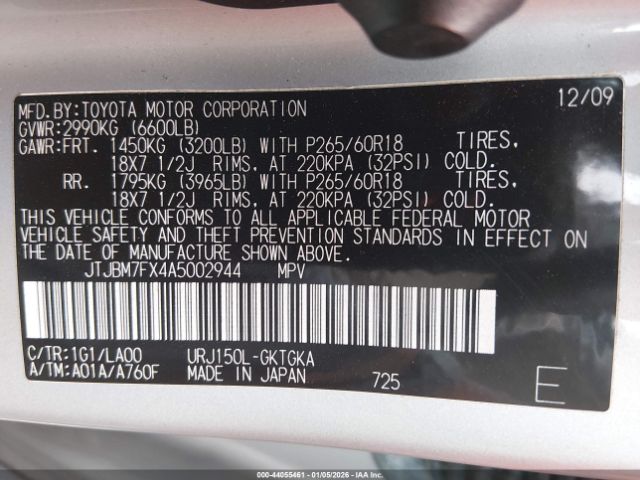 MFD.BY:TOYOTA MOTOR CORPORATION 12/09
GVWR:2990KG (6600LB)
GAWR:FRT. 1450KG (3200LB) WITH P265/60R18 TIRES,
18X7 1/2J RIMS, AT 220KPA (32PSI) COLD.
RR. 1795KG (3965LB) WITH P265/60R18 TIRES,
18X7 1/2J RIMS, AT 220KPA (32PSI) COLD.
THIS VEHICLE CONFORMS TO ALL APPLICABLE FEDERAL MOTOR
VEHICLE SAFETY AND THEFT PREVENTION STANDARDS IN EFFECT ON
THE DATE OF MANUFACTURE SHOWN ABOVE.
JTJBM7FX4A5002944 MPV
C/TR:1G1/LA00 URJ150L-GKTGKA
A/TM:A01A/A760F MADE IN JAPAN 725 E
000-44055461 - 01/05/2026 - IAA Inc.